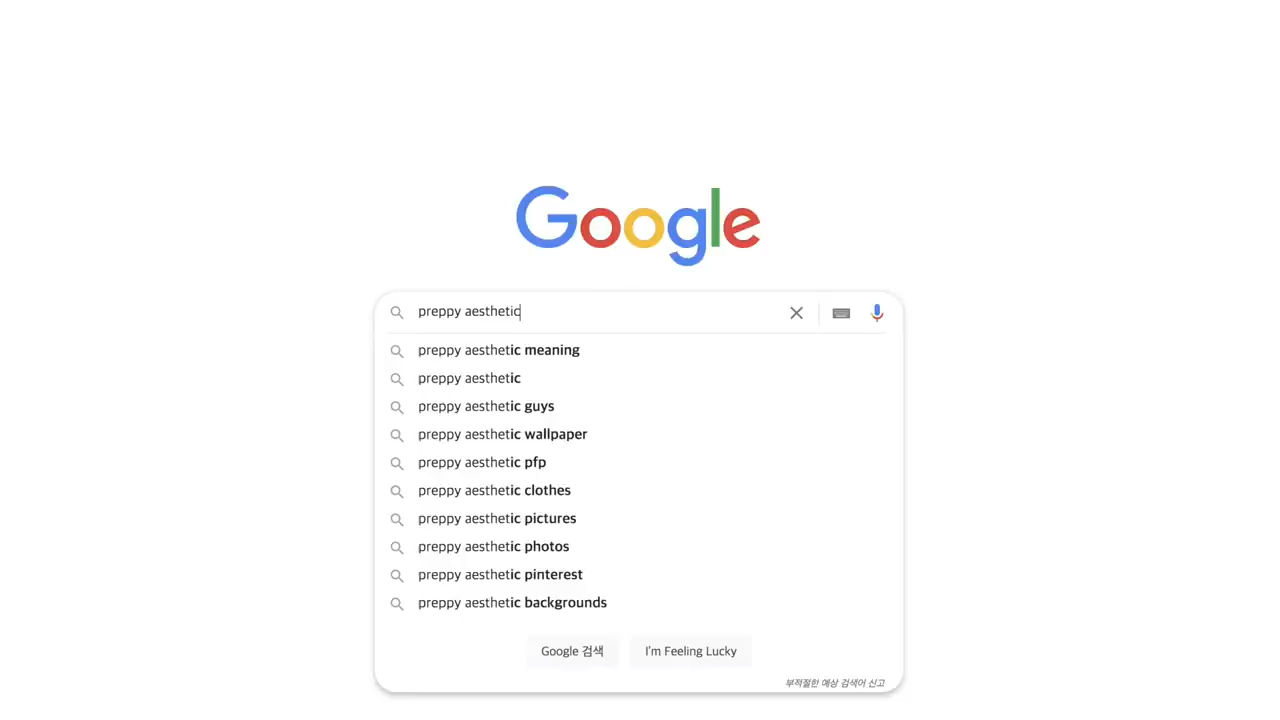 Google
preppy aesthetic
preppy aesthetic meaning
preppy aesthetic
preppy aesthetic guys
preppy aesthetic wallpaper
preppy aesthetic pfp
preppy aesthetic clothes
preppy aesthetic pictures
preppy aesthetic photos
preppy aesthetic pinterest
preppy aesthetic backgrounds
Google 검색 I'm Feeling Lucky
부적절한 예상 검색어 신고